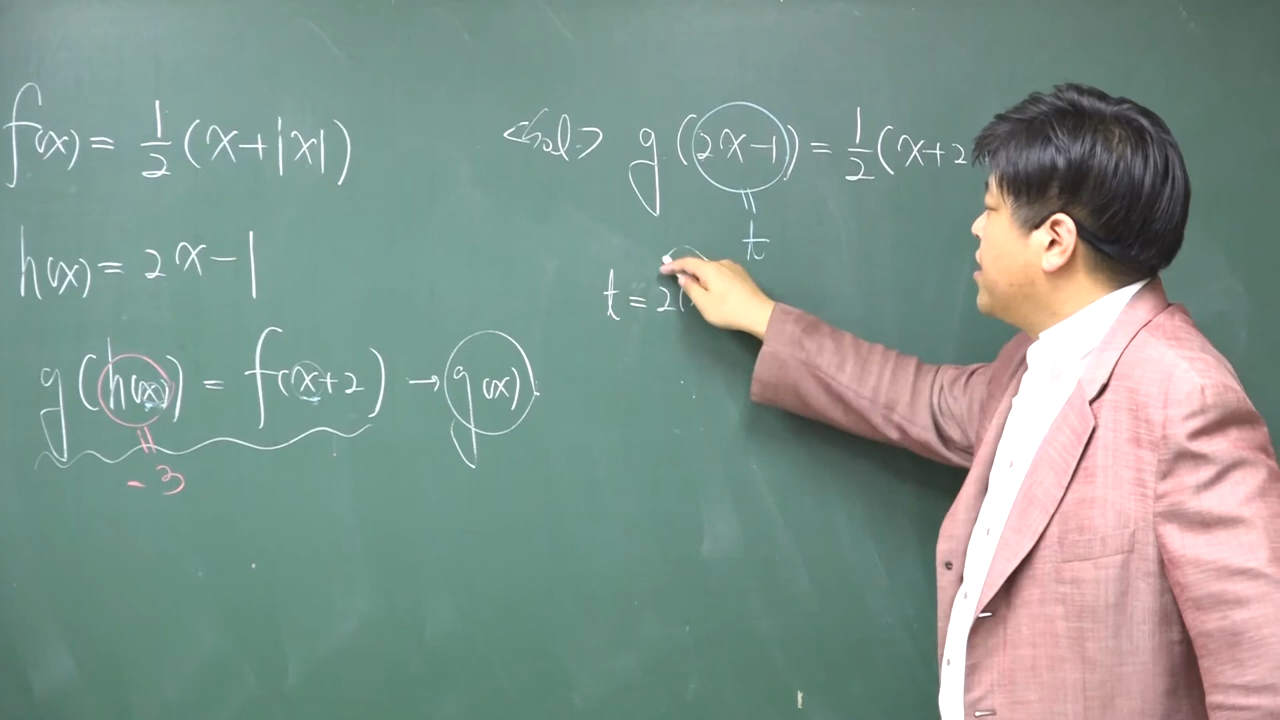 f(x) = 1/2 (x+|x|)
h(x) = 2x-1
g(h(x)) = f(x+2) → g(x)
॥
-3
<Sol> g(2x-1) = 1/2 (x+2
॥
t
t = 2